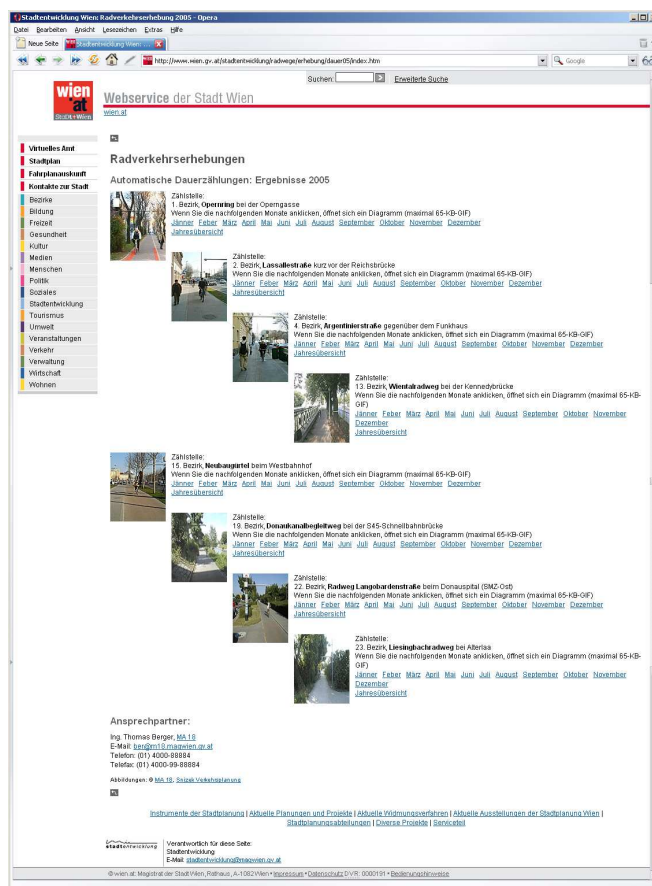 Stadtentwicklung Wien: Radverkehrserhebung 2005 - Opera
Datei Bearbeiten Ansicht Lesezeichen Extras Hilfe
Neue Seite Stadtentwicklung Wien: ...
http://www.wien.gv.at/stadtentwicklung/radwege/erhebung/dauer05/index.htm
Google
Suchen: Erweiterte Suche
wien
at
Stadt+Wien
Webservice der Stadt Wien
wien.at
Virtuelles Amt
Stadtplan
Fahrplanauskunft
Kontakte zur Stadt
Bezirke
Bildung
Freizeit
Gesundheit
Kultur
Medien
Menschen
Politik
Soziales
Stadtentwicklung
Tourismus
Umwelt
Veranstaltungen
Verkehr
Verwaltung
Wirtschaft
Wohnen
Radverkehrserhebungen
Automatische Dauerzählungen: Ergebnisse 2005
Zählstelle:
1. Bezirk, Opernring bei der Operngasse
Wenn Sie die nachfolgenden Monate anklicken, öffnet sich ein Diagramm (maximal 65-KB-GIF)
Jänner Feber März April Mai Juni Juli August September Oktober November Dezember
Jahresübersicht
Zählstelle:
2. Bezirk, Lassallestraße kurz vor der Reichsbrücke
Wenn Sie die nachfolgenden Monate anklicken, öffnet sich ein Diagramm (maximal 65-KB-GIF)
Jänner Feber März April Mai Juni Juli August September Oktober November Dezember
Jahresübersicht
Zählstelle:
4. Bezirk, Argentinierstraße gegenüber dem Funkhaus
Wenn Sie die nachfolgenden Monate anklicken, öffnet sich ein Diagramm (maximal 65-KB-GIF)
Jänner Feber März April Mai Juni Juli August September Oktober November Dezember
Jahresübersicht
Zählstelle:
13. Bezirk, Wientalradweg bei der Kennedybrücke
Wenn Sie die nachfolgenden Monate anklicken, öffnet sich ein Diagramm (maximal 65-KB-
GIF)
Jänner Feber März April Mai Juni Juli August September Oktober November
Dezember
Jahresübersicht
Zählstelle:
15. Bezirk, Neubaugürtel beim Westbahnhof
Wenn Sie die nachfolgenden Monate anklicken, öffnet sich ein Diagramm (maximal 65-KB-GIF)
Jänner Feber März April Mai Juni Juli August September Oktober November Dezember
Jahresübersicht
Zählstelle:
19. Bezirk, Donaukanalbegleitweg bei der S45-Schnellbahnbrücke
Wenn Sie die nachfolgenden Monate anklicken, öffnet sich ein Diagramm (maximal 65-KB-GIF)
Jänner Feber März April Mai Juni Juli August September Oktober November Dezember
Jahresübersicht
Zählstelle:
22. Bezirk, Radweg Langobardenstraße beim Donauspital (SMZ-Ost)
Wenn Sie die nachfolgenden Monate anklicken, öffnet sich ein Diagramm (maximal 65-KB-GIF)
Jänner Feber März April Mai Juni Juli August September Oktober November Dezember
Jahresübersicht
Zählstelle:
23. Bezirk, Liesingbachradweg bei Alterlaa
Wenn Sie die nachfolgenden Monate anklicken, öffnet sich ein Diagramm (maximal 65-KB-
GIF)
Jänner Feber März April Mai Juni Juli August September Oktober November
Dezember
Jahresübersicht
Ansprechpartner:
Ing. Thomas Berger, MA 18
E-Mail: ber@m18.magwien.gv.at
Telefon: (01) 4000-88884
Telefax: (01) 4000-99-88884
Abbildungen: © MA 18, Snizek Verkehrsplanung
Instrumente der Stadtplanung | Aktuelle Planungen und Projekte | Aktuelle Widmungsverfahren | Aktuelle Ausstellungen der Stadtplanung Wien |
Stadtplanungsabteilungen | Diverse Projekte | Serviceteil
stadtentwicklung
Verantwortlich für diese Seite:
Stadtentwicklung
E-Mail: stadtentwicklung@magwien.gv.at
© wien.at: Magistrat der Stadt Wien, Rathaus, A-1082 Wien • Impressum • Datenschutz DVR: 0000191 • Bedienungshinweise